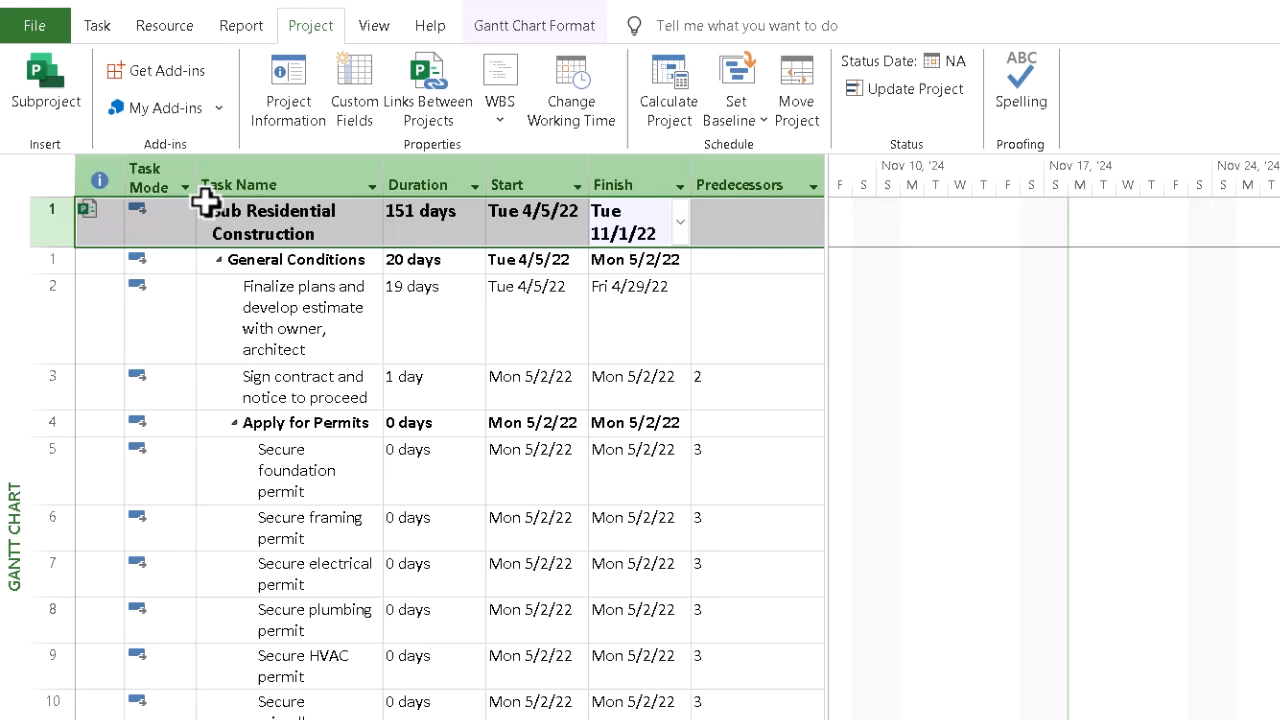 File Task Resource Report Project View Help Gantt Chart Format Tell me what you want to do
Subproject
Insert
Get Add-ins
My Add-ins
Add-ins
Project
Information
Custom
Fields
Links Between
Projects
WBS
Change
Working Time
Properties
Calculate
Project
Set
Baseline
Move
Project
Schedule
Status Date: NA
Update Project
Status
ABC
Spelling
Proofing
Task
Mode
Task Name
Duration
Start
Finish
Predecessors
Nov 10, '24 Nov 17, '24 Nov 24, '24
F S S M T W T F S S M T W T F S S M T
1 Sub Residential 151 days Tue 4/5/22 Tue
Construction 11/1/22
1 General Conditions 20 days Tue 4/5/22 Mon 5/2/22
2 Finalize plans and 19 days Tue 4/5/22 Fri 4/29/22
develop estimate
with owner,
architect
3 Sign contract and 1 day Mon 5/2/22 Mon 5/2/22 2
notice to proceed
4 Apply for Permits 0 days Mon 5/2/22 Mon 5/2/22
5 Secure 0 days Mon 5/2/22 Mon 5/2/22 3
foundation
permit
6 Secure framing 0 days Mon 5/2/22 Mon 5/2/22 3
permit
7 Secure electrical 0 days Mon 5/2/22 Mon 5/2/22 3
permit
8 Secure plumbing 0 days Mon 5/2/22 Mon 5/2/22 3
permit
9 Secure HVAC 0 days Mon 5/2/22 Mon 5/2/22 3
permit
10 Secure 0 days Mon 5/2/22 Mon 5/2/22 3
GANTT CHART